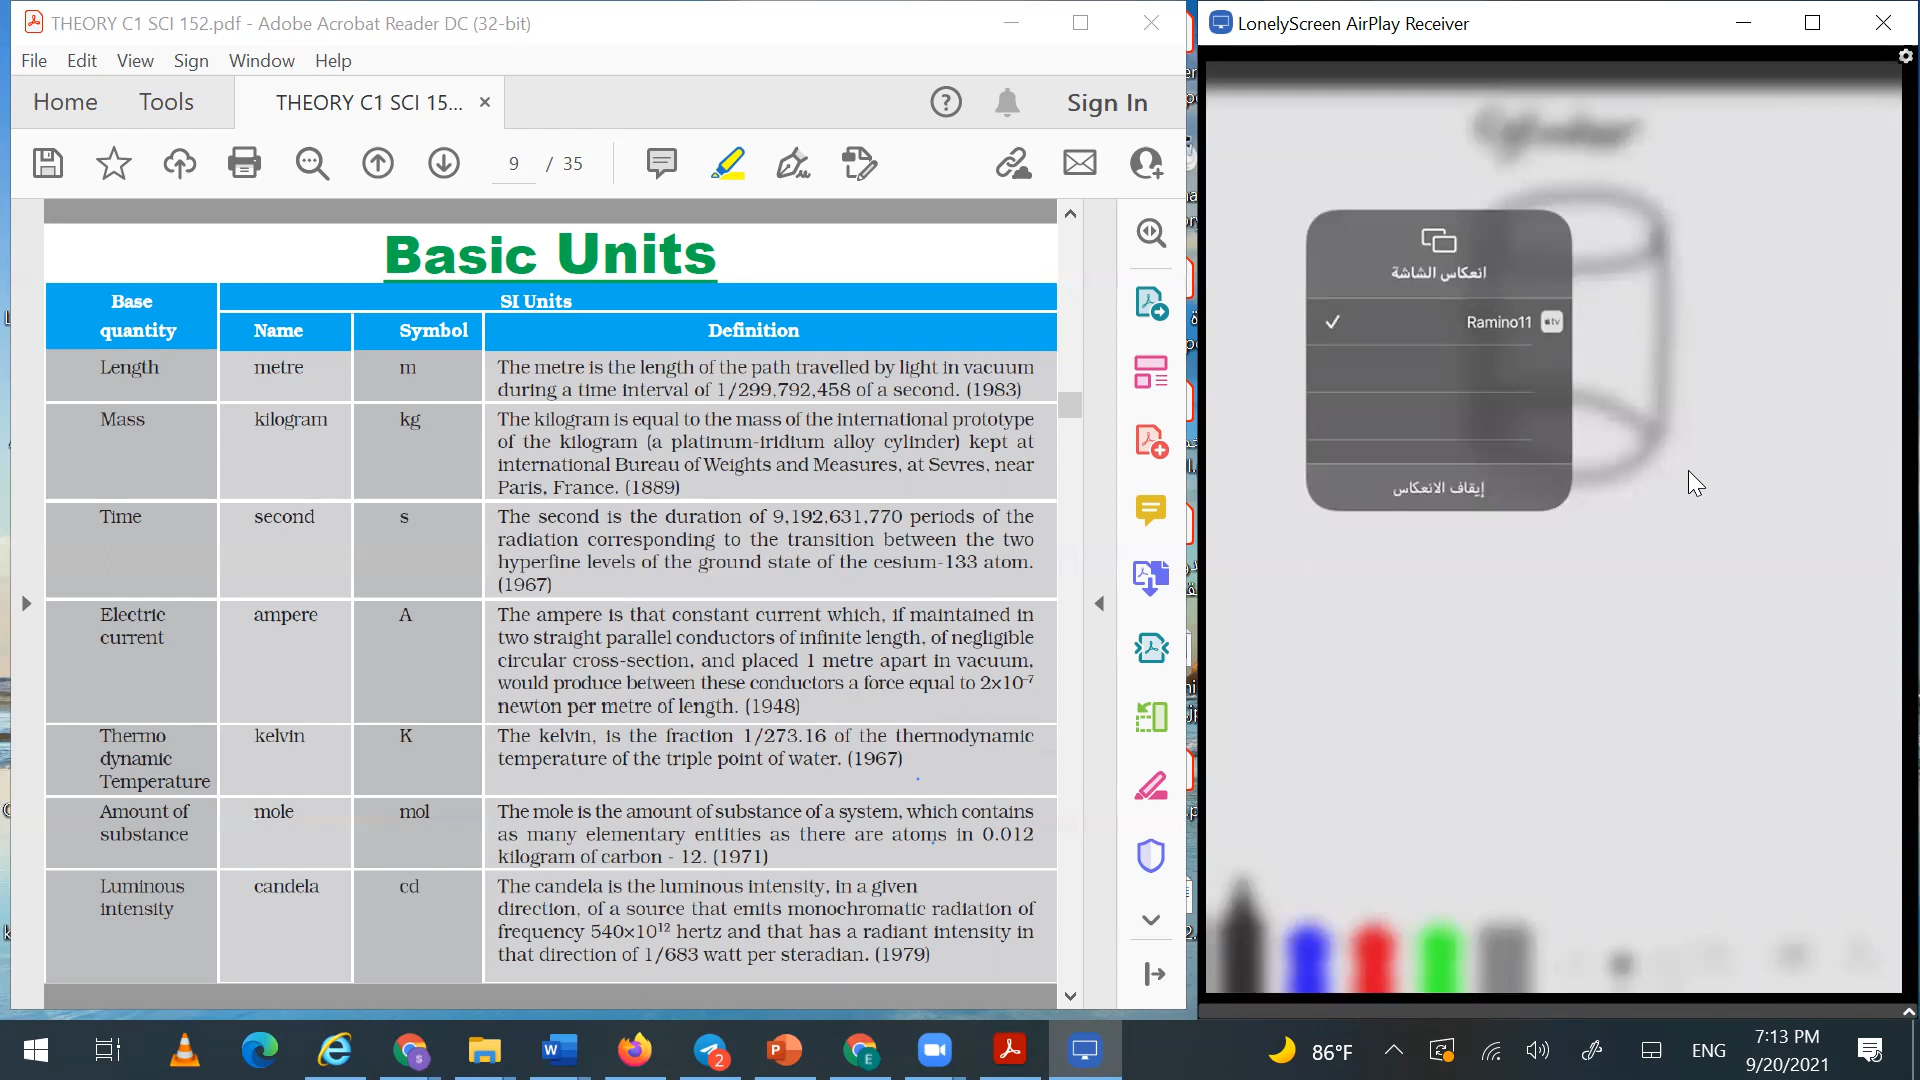 THEORY C1 SCI 152.pdf - Adobe Acrobat Reader DC (32-bit)
File Edit View Sign Window Help
Home Tools THEORY C1 SCI 15... × Sign In
9 / 35
Basic Units
Base quantity
SI Units
Name Symbol Definition
Length metre m The metre is the length of the path travelled by light in vacuum
during a time interval of 1/299,792,458 of a second. (1983)
Mass kilogram kg The kilogram is equal to the mass of the international prototype
of the kilogram (a platinum-iridium alloy cylinder) kept at
international Bureau of Weights and Measures, at Sevres, near
Paris, France. (1889)
Time second s The second is the duration of 9,192,631,770 periods of the
radiation corresponding to the transition between the two
hyperfine levels of the ground state of the cesium-133 atom.
(1967)
Electric ampere A The ampere is that constant current which, if maintained in
current two straight parallel conductors of infinite length, of negligible
circular cross-section, and placed 1 metre apart in vacuum,
would produce between these conductors a force equal to 2×10⁻⁷
newton per metre of length. (1948)
Thermo kelvin K The kelvin, is the fraction 1/273.16 of the thermodynamic
dynamic temperature of the triple point of water. (1967)
Temperature
Amount of mole mol The mole is the amount of substance of a system, which contains
substance as many elementary entities as there are atoms in 0.012
kilogram of carbon - 12. (1971)
Luminous candela cd The candela is the luminous intensity, in a given
intensity direction, of a source that emits monochromatic radiation of
frequency 540×10¹² hertz and that has a radiant intensity in
that direction of 1/683 watt per steradian. (1979)
LonelyScreen AirPlay Receiver
انعكاس الشاشة
Ramino11 tv
إيقاف الانعكاس
2
86°F ENG 7:13 PM
9/20/2021